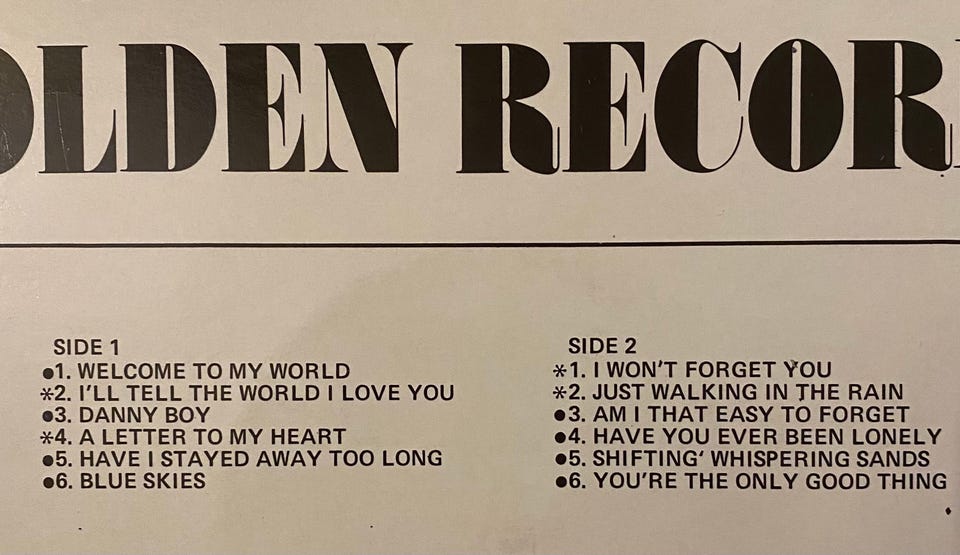 OLDEN RECOR
SIDE 1
●1. WELCOME TO MY WORLD
*2. I'LL TELL THE WORLD I LOVE YOU
●3. DANNY BOY
*4. A LETTER TO MY HEART
●5. HAVE I STAYED AWAY TOO LONG
●6. BLUE SKIES
SIDE 2
*1. I WON'T FORGET YOU
*2. JUST WALKING IN THE RAIN
●3. AM I THAT EASY TO FORGET
●4. HAVE YOU EVER BEEN LONELY
●5. SHIFTING' WHISPERING SANDS
●6. YOU'RE THE ONLY GOOD THING